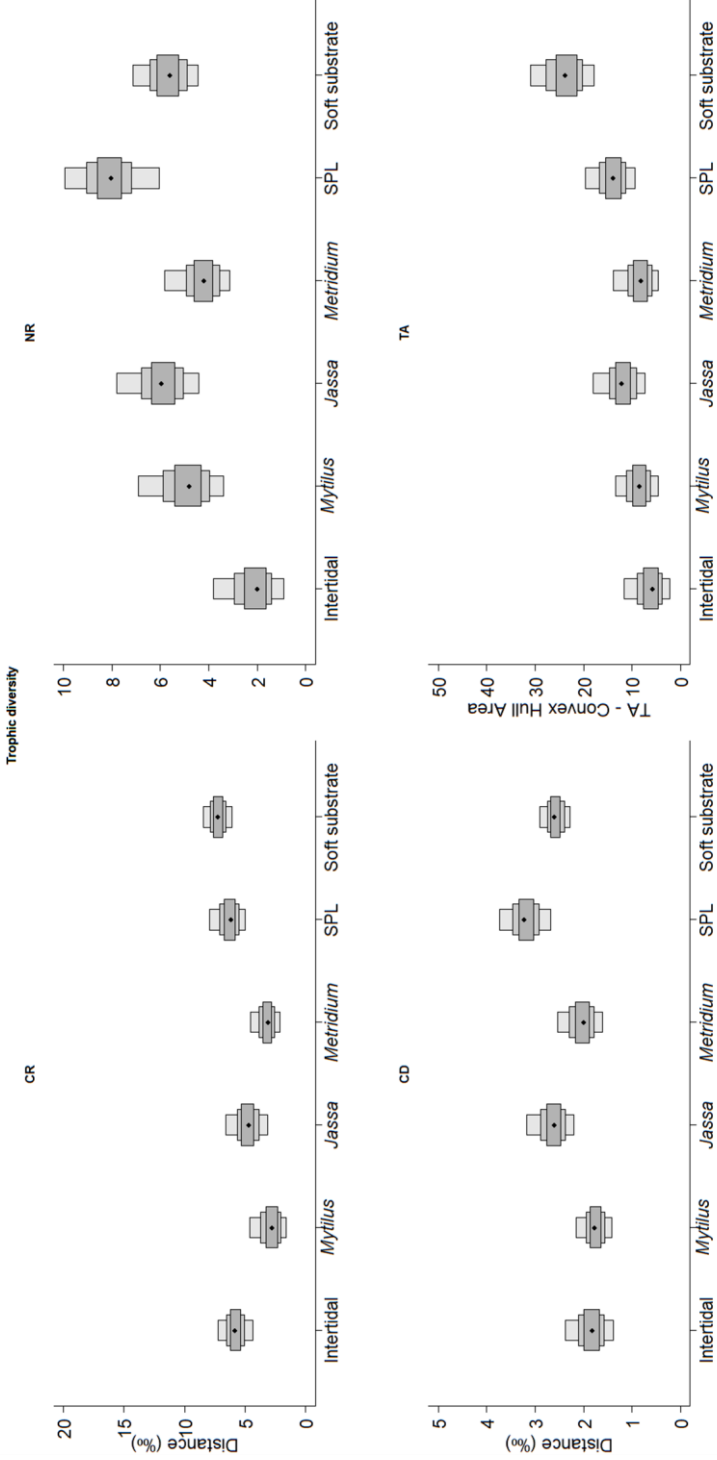 Trophic diversity
CR
20
15
10
5
0
Distance (‰)
Intertidal
Mytilus
Jassa
Metridium
SPL
Soft substrate
NR
10
8
6
4
2
0
Intertidal
Mytilus
Jassa
Metridium
SPL
Soft substrate
CD
5
4
3
2
1
0
Distance (‰)
Intertidal
Mytilus
Jassa
Metridium
SPL
Soft substrate
TA
50
40
30
20
10
0
TA - Convex Hull Area
Intertidal
Mytilus
Jassa
Metridium
SPL
Soft substrate